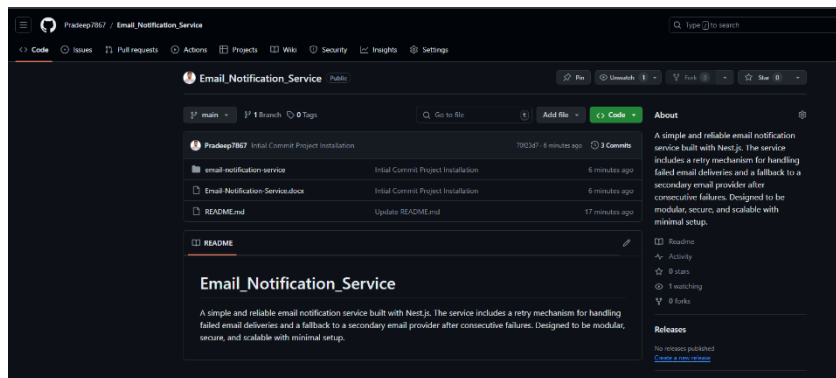 Pradeep7867 / Email_Notification_Service
Type / to search
Code Issues Pull requests Actions Projects Wiki Security Insights Settings
Email_Notification_Service Public
Pin Unwatch 1 Fork 0 Star 0
main 1 Branch 0 Tags Go to file t Add file Code
Pradeep7867 Intial Commit Project Installation 6 minutes ago 3 Commits
email-notification-service Intial Commit Project Installation 6 minutes ago
Email-Notification-Service.docx Intial Commit Project Installation 6 minutes ago
README.md Update README.md 17 minutes ago
README
Email_Notification_Service
A simple and reliable email notification service built with Nest.js. The service includes a retry mechanism for handling
failed email deliveries and a fallback to a secondary email provider after consecutive failures. Designed to be modular,
secure, and scalable with minimal setup.
About
A simple and reliable email notification
service built with Nest.js. The service
includes a retry mechanism for handling
failed email deliveries and a fallback to a
secondary email provider after
consecutive failures. Designed to be
modular, secure, and scalable with
minimal setup.
Readme
Activity
0 stars
1 watching
0 forks
Releases
No releases published
Create a new release